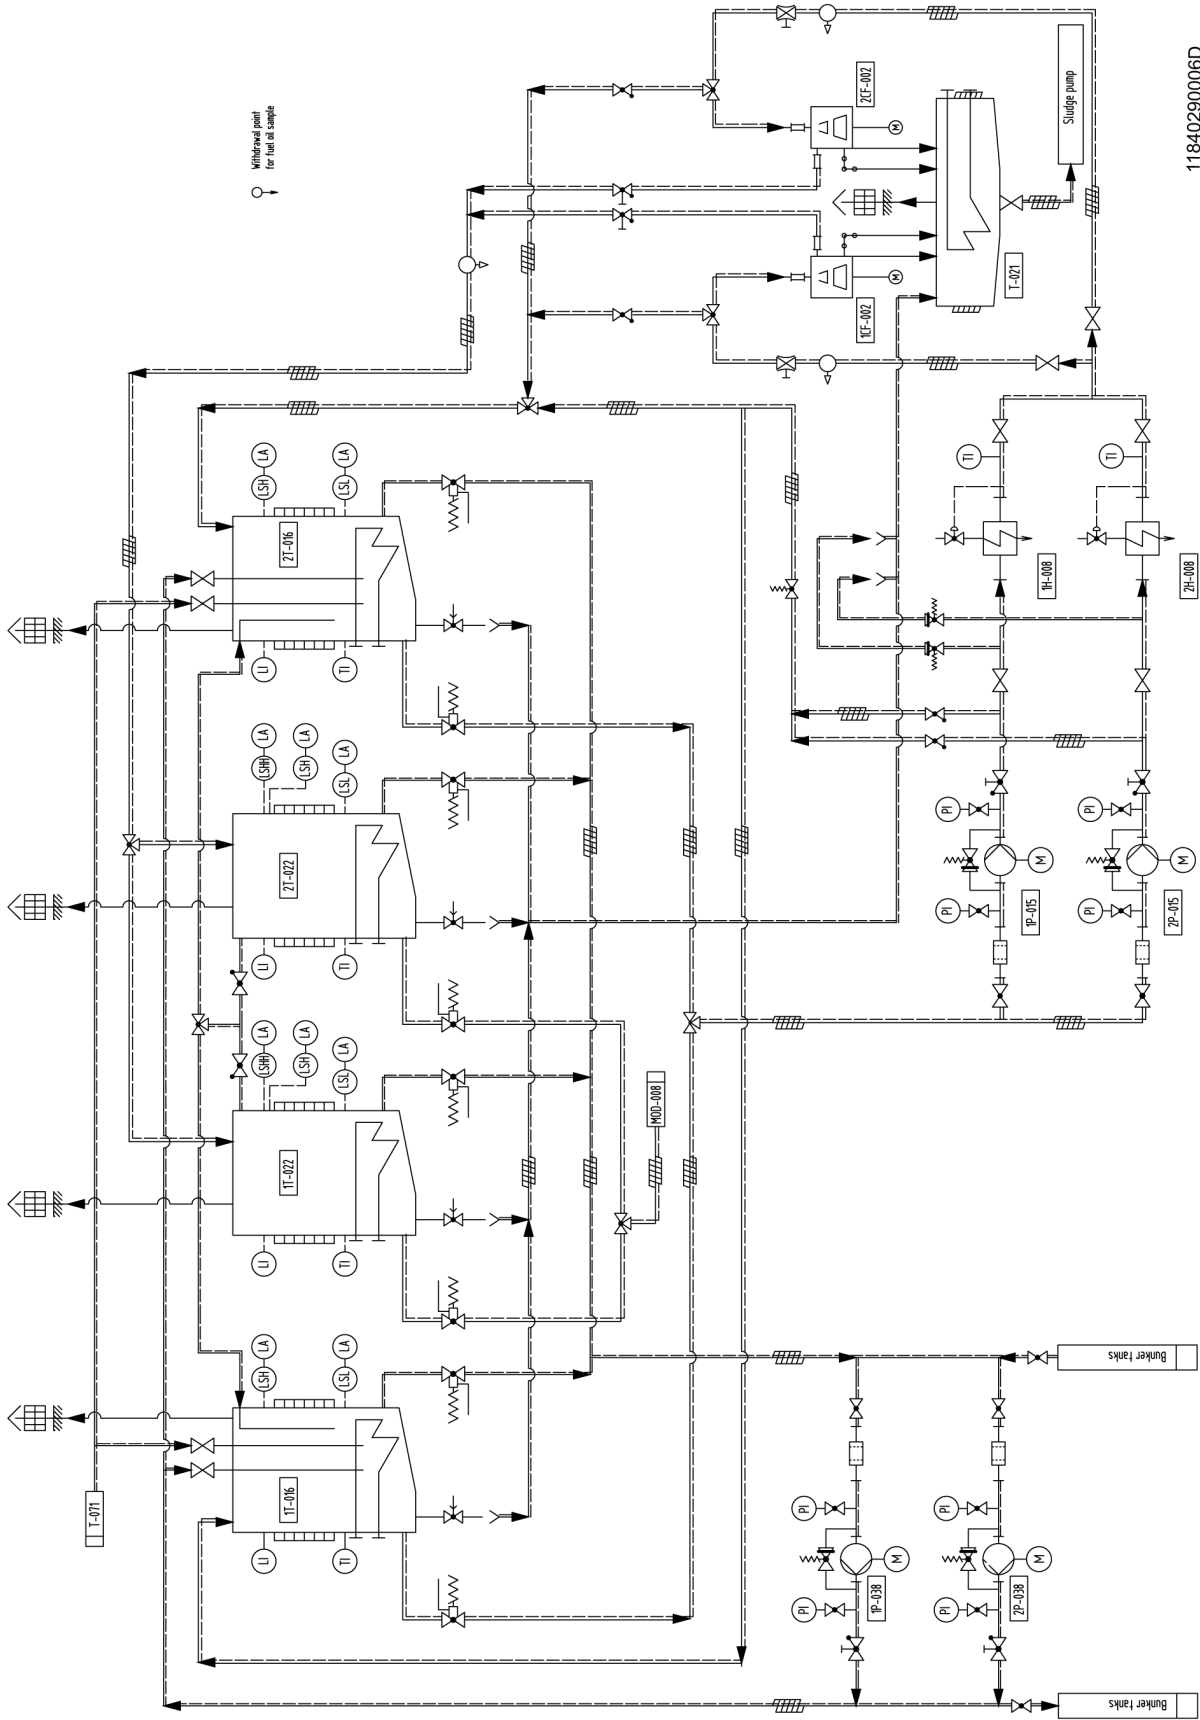 Withdrawal point
for fuel oil sample
11840290006D
2CF-002
M
Sludge pump
1CF-002
M
T-021
LSH
LA
LSL
LA
2T-016
LI
TI
TI
TI
1H-008
2H-008
LSHH
LA
LSH
LA
LSL
LA
2T-022
LI
TI
PI
PI
M
M
PI
PI
1P-015
2P-015
LSHH
LA
LSH
LA
LSL
LA
1T-022
LI
TI
MOD-008
LSH
LA
LSL
LA
1T-016
LI
TI
T-071
Bunker tanks
PI
PI
M
M
PI
PI
1P-038
2P-038
Bunker tanks